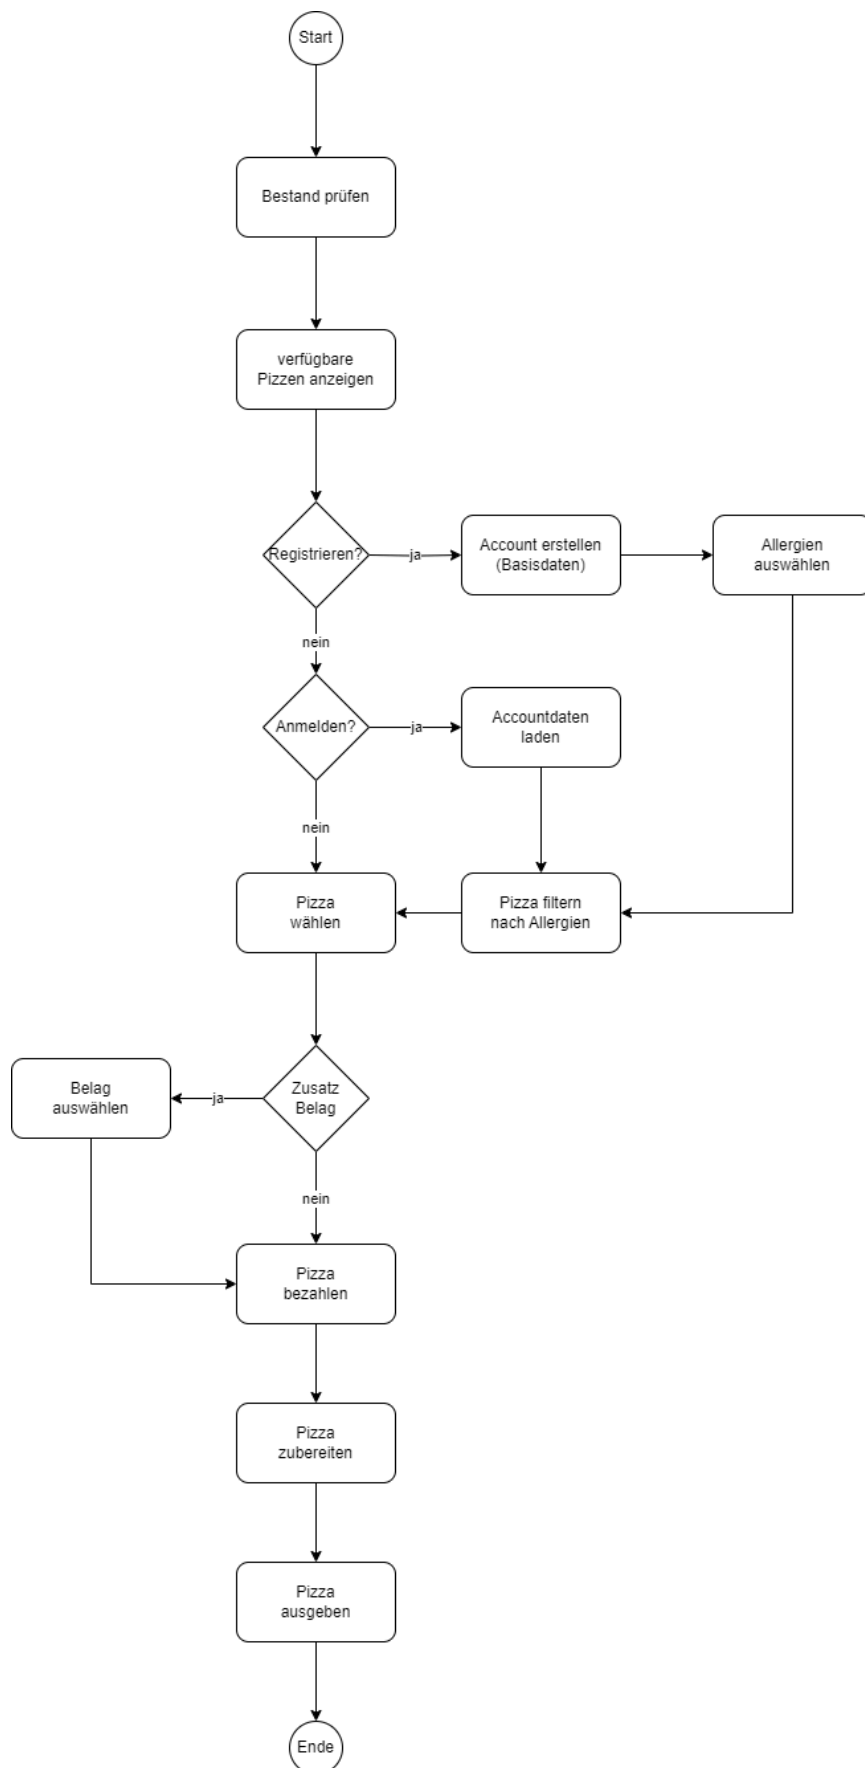 Start
Bestand prüfen
verfügbare
Pizzen anzeigen
Registrieren?
ja
Account erstellen
(Basisdaten)
Allergien
auswählen
nein
Anmelden?
ja
Accountdaten
laden
nein
Pizza
wählen
Pizza filtern
nach Allergien
Belag
auswählen
ja
Zusatz
Belag
nein
Pizza
bezahlen
Pizza
zubereiten
Pizza
ausgeben
Ende